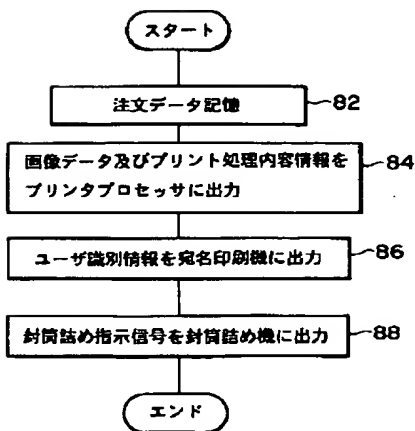 スタート
注文データ記憶
82
画像データ及びプリント処理内容情報を
プリンタプロセッサに出力
84
ユーザ識別情報を宛名印刷機に出力
86
封筒詰め指示信号を封筒詰め機に出力
88
エンド